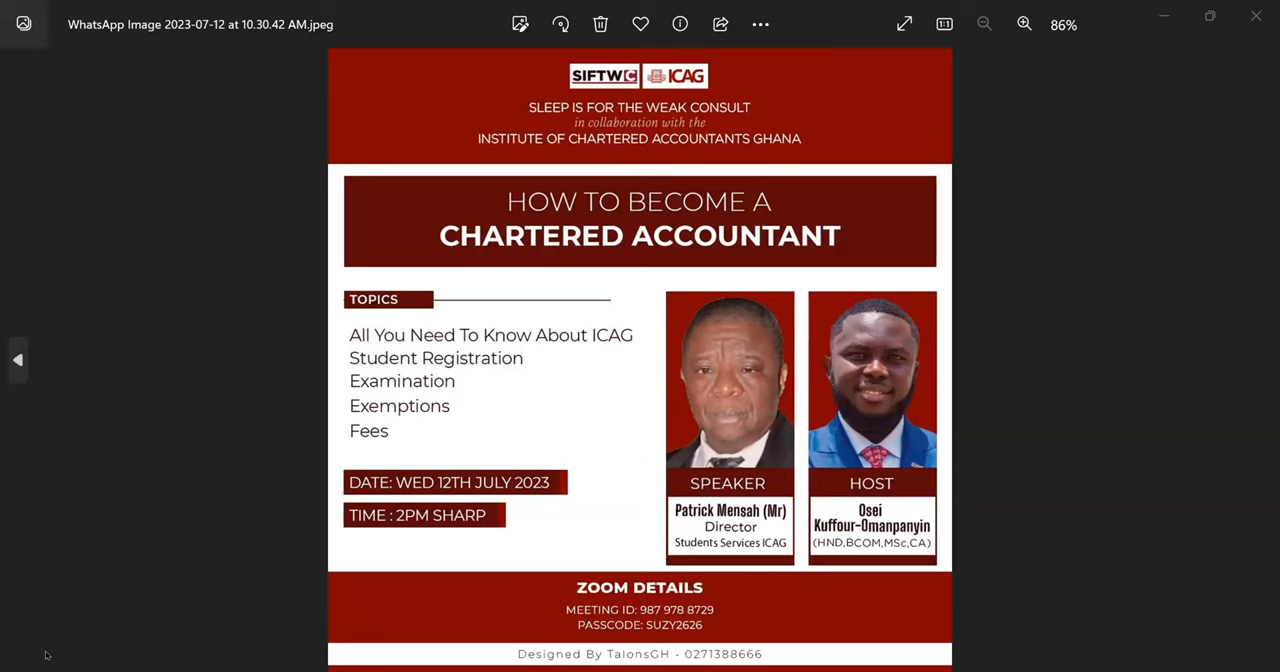 WhatsApp Image 2023-07-12 at 10.30.42 AM.jpeg
86%
SIFTWC ICAG
SLEEP IS FOR THE WEAK CONSULT
in collaboration with the
INSTITUTE OF CHARTERED ACCOUNTANTS GHANA
HOW TO BECOME A
CHARTERED ACCOUNTANT
TOPICS
All You Need To Know About ICAG
Student Registration
Examination
Exemptions
Fees
DATE: WED 12TH JULY 2023
TIME : 2PM SHARP
SPEAKER
Patrick Mensah (Mr)
Director
Students Services ICAG
HOST
Osei
Kuffour-Omanpanyin
(HND,BCOM,MSc,CA)
ZOOM DETAILS
MEETING ID: 987 978 8729
PASSCODE: SUZY2626
Designed By TalonsGH - 0271388666